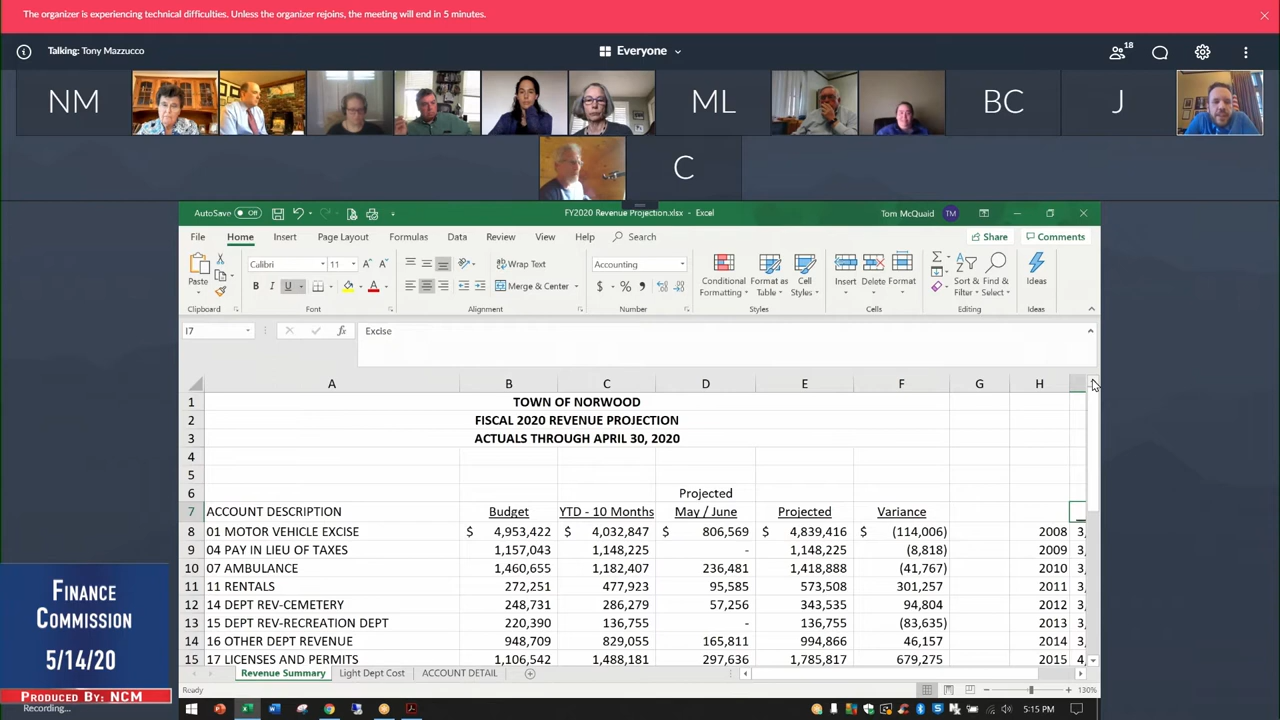 The organizer is experiencing technical difficulties. Unless the organizer rejoins, the meeting will end in 5 minutes.
Talking: Tony Mazzucco
Everyone
18
NM
ML
BC
J
C
AutoSave Off
FY2020 Revenue Projection.xlsx - Excel
Tom McQuaid TM
File Home Insert Page Layout Formulas Data Review View Help Search Share Comments
Paste
Calibri 11
Wrap Text
Accounting
B I U
Merge & Center
$ % ,
Conditional Formatting
Format as Table
Cell Styles
Insert Delete Format
Sort & Filter
Find & Select
Ideas
Clipboard Font Alignment Number Styles Cells Editing Ideas
I7 fx Excise
A B C D E F G H
1 TOWN OF NORWOOD
2 FISCAL 2020 REVENUE PROJECTION
3 ACTUALS THROUGH APRIL 30, 2020
4
5
6 Projected
7 ACCOUNT DESCRIPTION Budget YTD - 10 Months May / June Projected Variance
8 01 MOTOR VEHICLE EXCISE $ 4,953,422 $ 4,032,847 $ 806,569 $ 4,839,416 $ (114,006) 2008 3,
9 04 PAY IN LIEU OF TAXES 1,157,043 1,148,225 - 1,148,225 (8,818) 2009 3,
10 07 AMBULANCE 1,460,655 1,182,407 236,481 1,418,888 (41,767) 2010 3,
11 11 RENTALS 272,251 477,923 95,585 573,508 301,257 2011 3,
12 14 DEPT REV-CEMETERY 248,731 286,279 57,256 343,535 94,804 2012 3,
13 15 DEPT REV-RECREATION DEPT 220,390 136,755 - 136,755 (83,635) 2013 3,
14 16 OTHER DEPT REVENUE 948,709 829,055 165,811 994,866 46,157 2014 3,
15 17 LICENSES AND PERMITS 1,106,542 1,488,181 297,636 1,785,817 679,275 2015 4,
Revenue Summary Light Dept Cost ACCOUNT DETAIL
Ready
130%
5:15 PM
FINANCE
COMMISSION
5/14/20
PRODUCED BY: NCM
Recording...